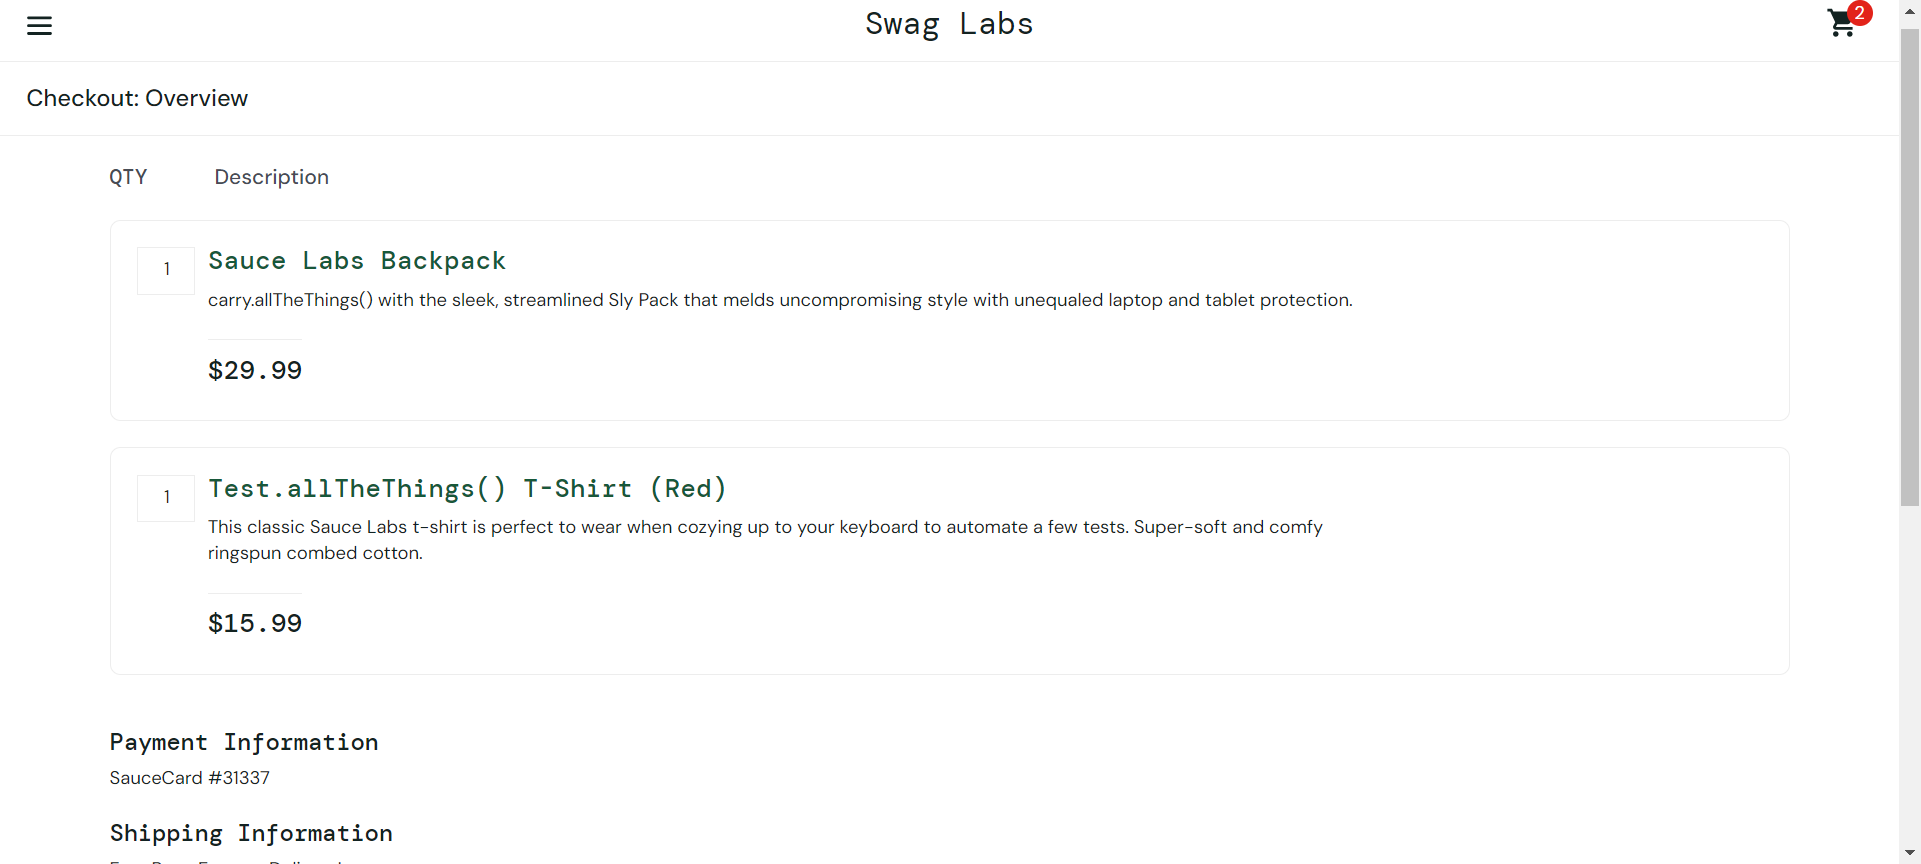 Swag Labs
2
Checkout: Overview
QTY Description
1
Sauce Labs Backpack
carry.allTheThings() with the sleek, streamlined Sly Pack that melds uncompromising style with unequaled laptop and tablet protection.
$29.99
1
Test.allTheThings() T-Shirt (Red)
This classic Sauce Labs t-shirt is perfect to wear when cozying up to your keyboard to automate a few tests. Super-soft and comfy
ringspun combed cotton.
$15.99
Payment Information
SauceCard #31337
Shipping Information